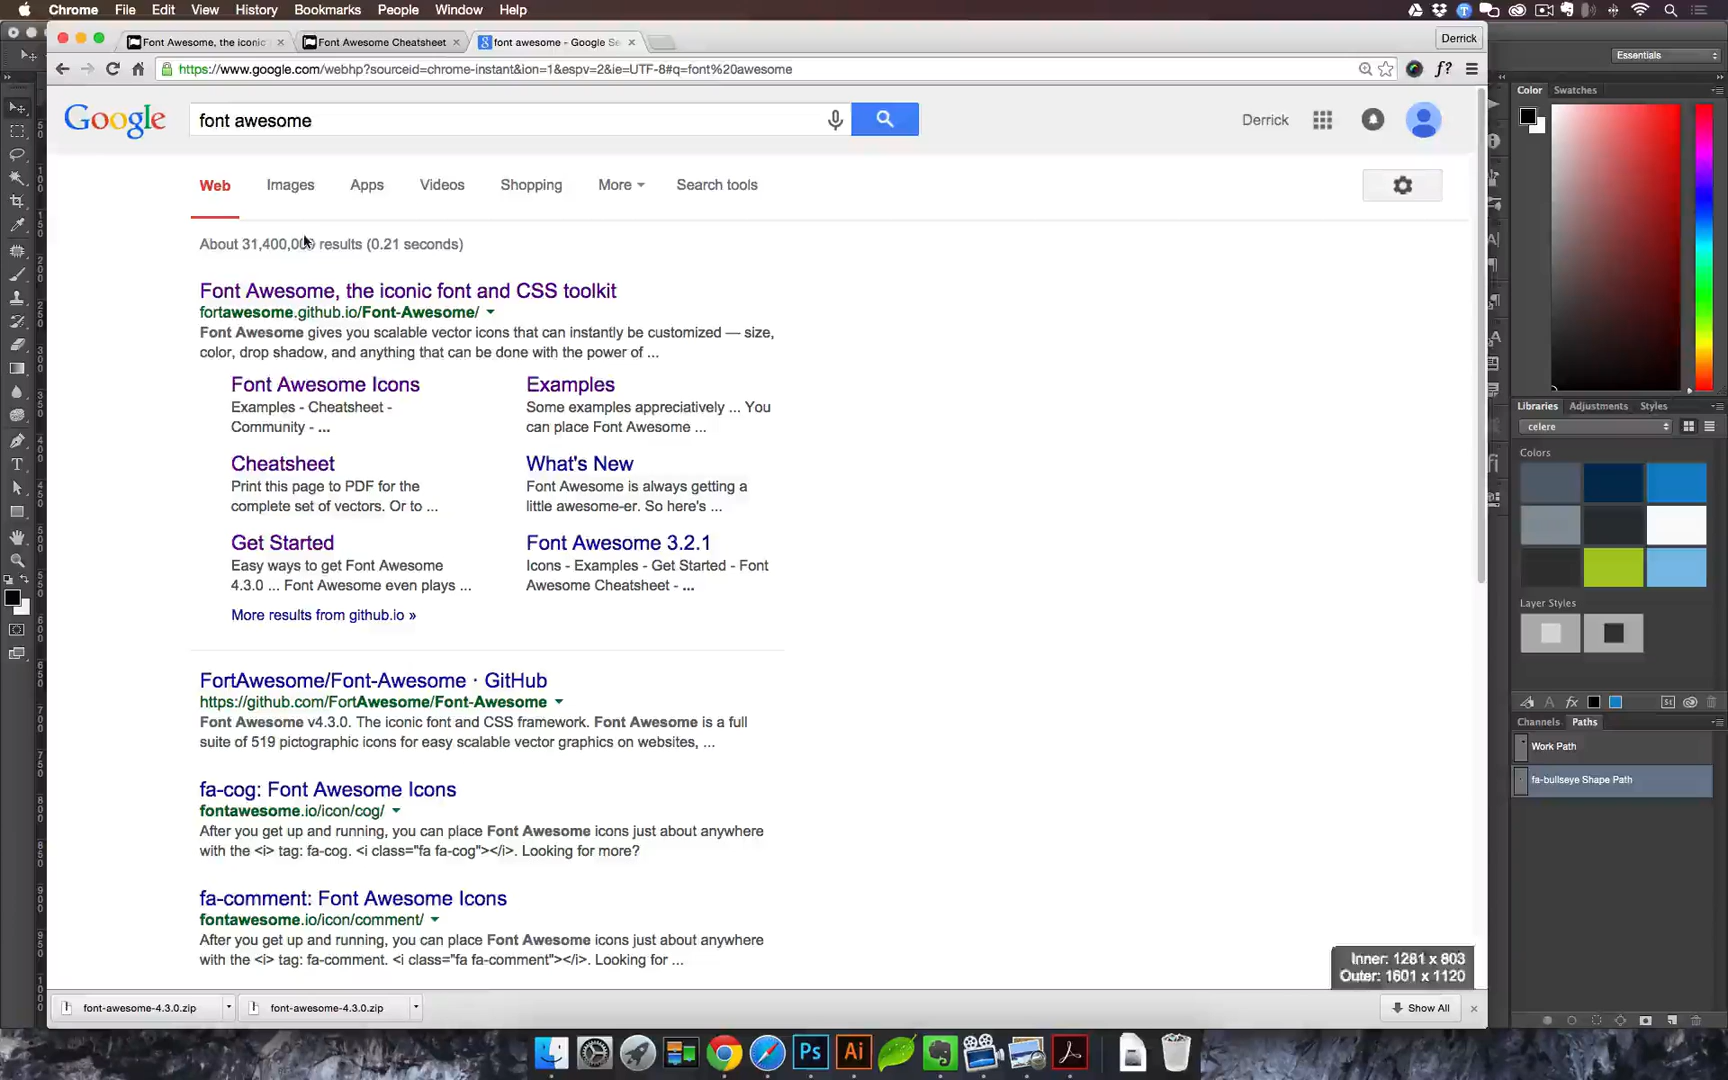 Chrome File Edit View History Bookmarks People Window Help
Font Awesome, the iconic
Font Awesome Cheatsheet
font awesome - Google Se
Derrick
https://www.google.com/webhp?sourceid=chrome-instant&ion=1&espv=2&ie=UTF-8#q=font%20awesome
Essentials
Google
font awesome
Derrick
Color Swatches
Web Images Apps Videos Shopping More Search tools
results (0.21 seconds)
Font Awesome, the iconic font and CSS toolkit
fortawesome.github.io/Font-Awesome/
Font Awesome gives you scalable vector icons that can instantly be customized — size,
color, drop shadow, and anything that can be done with the power of ...
Font Awesome Icons
Examples - Cheatsheet -
Community - ...
Examples
Some examples appreciatively ... You
can place Font Awesome ...
Cheatsheet
Print this page to PDF for the
complete set of vectors. Or to ...
What's New
Font Awesome is always getting a
little awesome-er. So here's ...
Get Started
Easy ways to get Font Awesome
4.3.0 ... Font Awesome even plays ...
Font Awesome 3.2.1
Icons - Examples - Get Started - Font
Awesome Cheatsheet - ...
More results from github.io »
FortAwesome/Font-Awesome · GitHub
https://github.com/FortAwesome/Font-Awesome
Font Awesome v4.3.0. The iconic font and CSS framework. Font Awesome is a full
suite of 519 pictographic icons for easy scalable vector graphics on websites, ...
fa-cog: Font Awesome Icons
fontawesome.io/icon/cog/
After you get up and running, you can place Font Awesome icons just about anywhere
with the <i> tag: fa-cog. <i class="fa fa-cog"></i>. Looking for more?
fa-comment: Font Awesome Icons
fontawesome.io/icon/comment/
After you get up and running, you can place Font Awesome icons just about anywhere
with the <i> tag: fa-comment. <i class="fa fa-comment"></i>. Looking for ...
Inner: 1281 x 803
Outer: 1601 x 1120
font-awesome-4.3.0.zip
font-awesome-4.3.0.zip
Show All
Libraries Adjustments Styles
celere
Colors
Layer Styles
Channels Paths
Work Path
fa-bullseye Shape Path
Ps
Ai